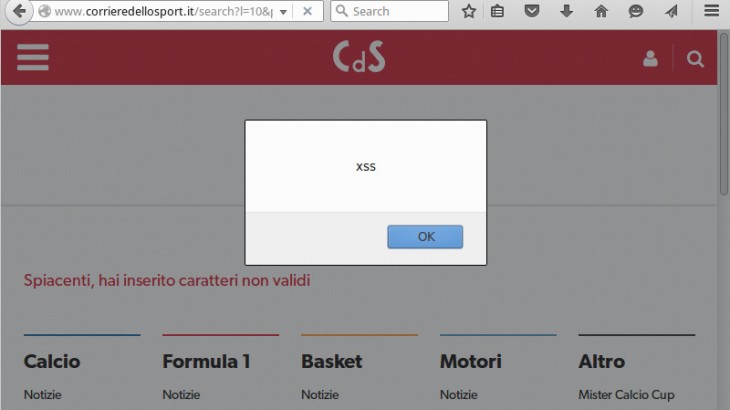 www.corrieredellosport.it/search?l=10&
Search
CdS
xss
OK
Spiacenti, hai inserito caratteri non validi
Calcio Formula 1 Basket Motori Altro
Notizie Notizie Notizie Notizie Mister Calcio Cup